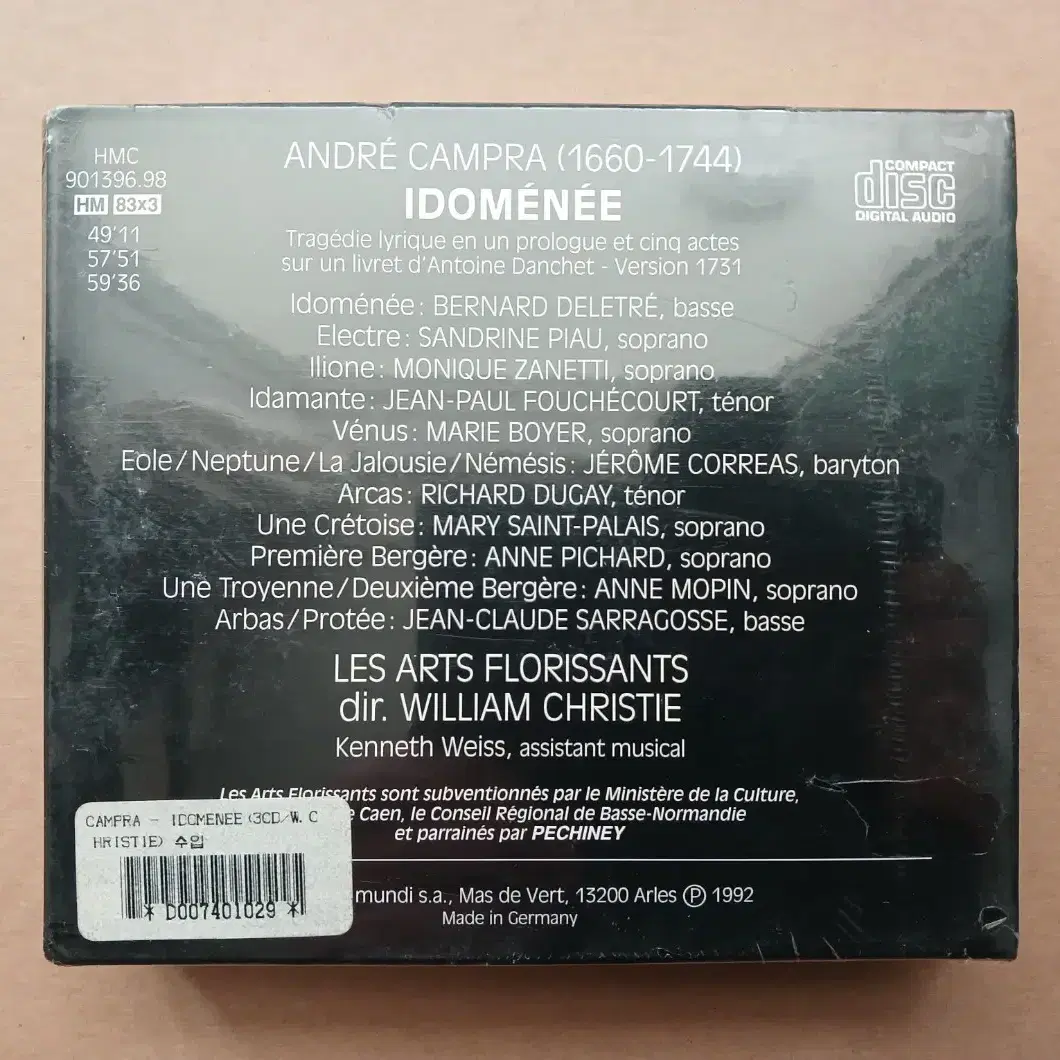 HMC
901396.98
HM 83x3
49'11
57'51
59'36
ANDRÉ CAMPRA (1660-1744)
IDOMÉNÉE
Tragédie lyrique en un prologue et cinq actes
sur un livret d'Antoine Danchet - Version 1731
COMPACT
disc
DIGITAL AUDIO
Idoménée: BERNARD DELETRÉ, basse
Electre: SANDRINE PIAU, soprano
Ilione: MONIQUE ZANETTI, soprano
Idamante: JEAN-PAUL FOUCHÉCOURT, ténor
Vénus: MARIE BOYER, soprano
Eole/Neptune/La Jalousie/Némésis: JÉRÔME CORREAS, baryton
Arcas: RICHARD DUGAY, ténor
Une Crétoise: MARY SAINT-PALAIS, soprano
Première Bergère: ANNE PICHARD, soprano
Une Troyenne/Deuxième Bergère: ANNE MOPIN, soprano
Arbas/Protée: JEAN-CLAUDE SARRAGOSSE, basse
LES ARTS FLORISSANTS
dir. WILLIAM CHRISTIE
Kenneth Weiss, assistant musical
Les Arts Florissants sont subventionnés par le Ministère de la Culture,
Caen, le Conseil Régional de Basse-Normandie
et parrainés par PECHINEY
mundi s.a., Mas de Vert, 13200 Arles ℗ 1992
Made in Germany
CAMPRA - IDOMENEE(3CD/W.C
HRISTIE) 수입
* D007401029 *